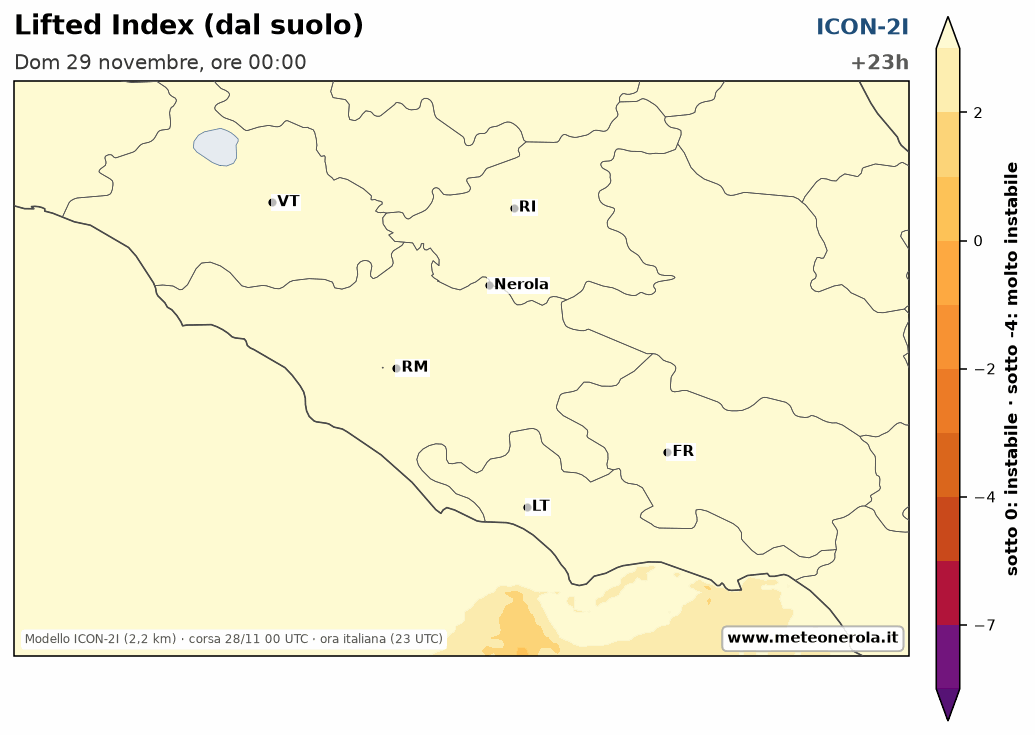 Lifted Index (dal suolo)
ICON-2I
Dom 29 novembre, ore 00:00
+23h
VT
RI
Nerola
RM
FR
LT
Modello ICON-2I (2,2 km) · corsa 28/11 00 UTC · ora italiana (23 UTC)
www.meteonerola.it
2
0
−2
−4
−7
sotto 0: instabile · sotto -4: molto instabile